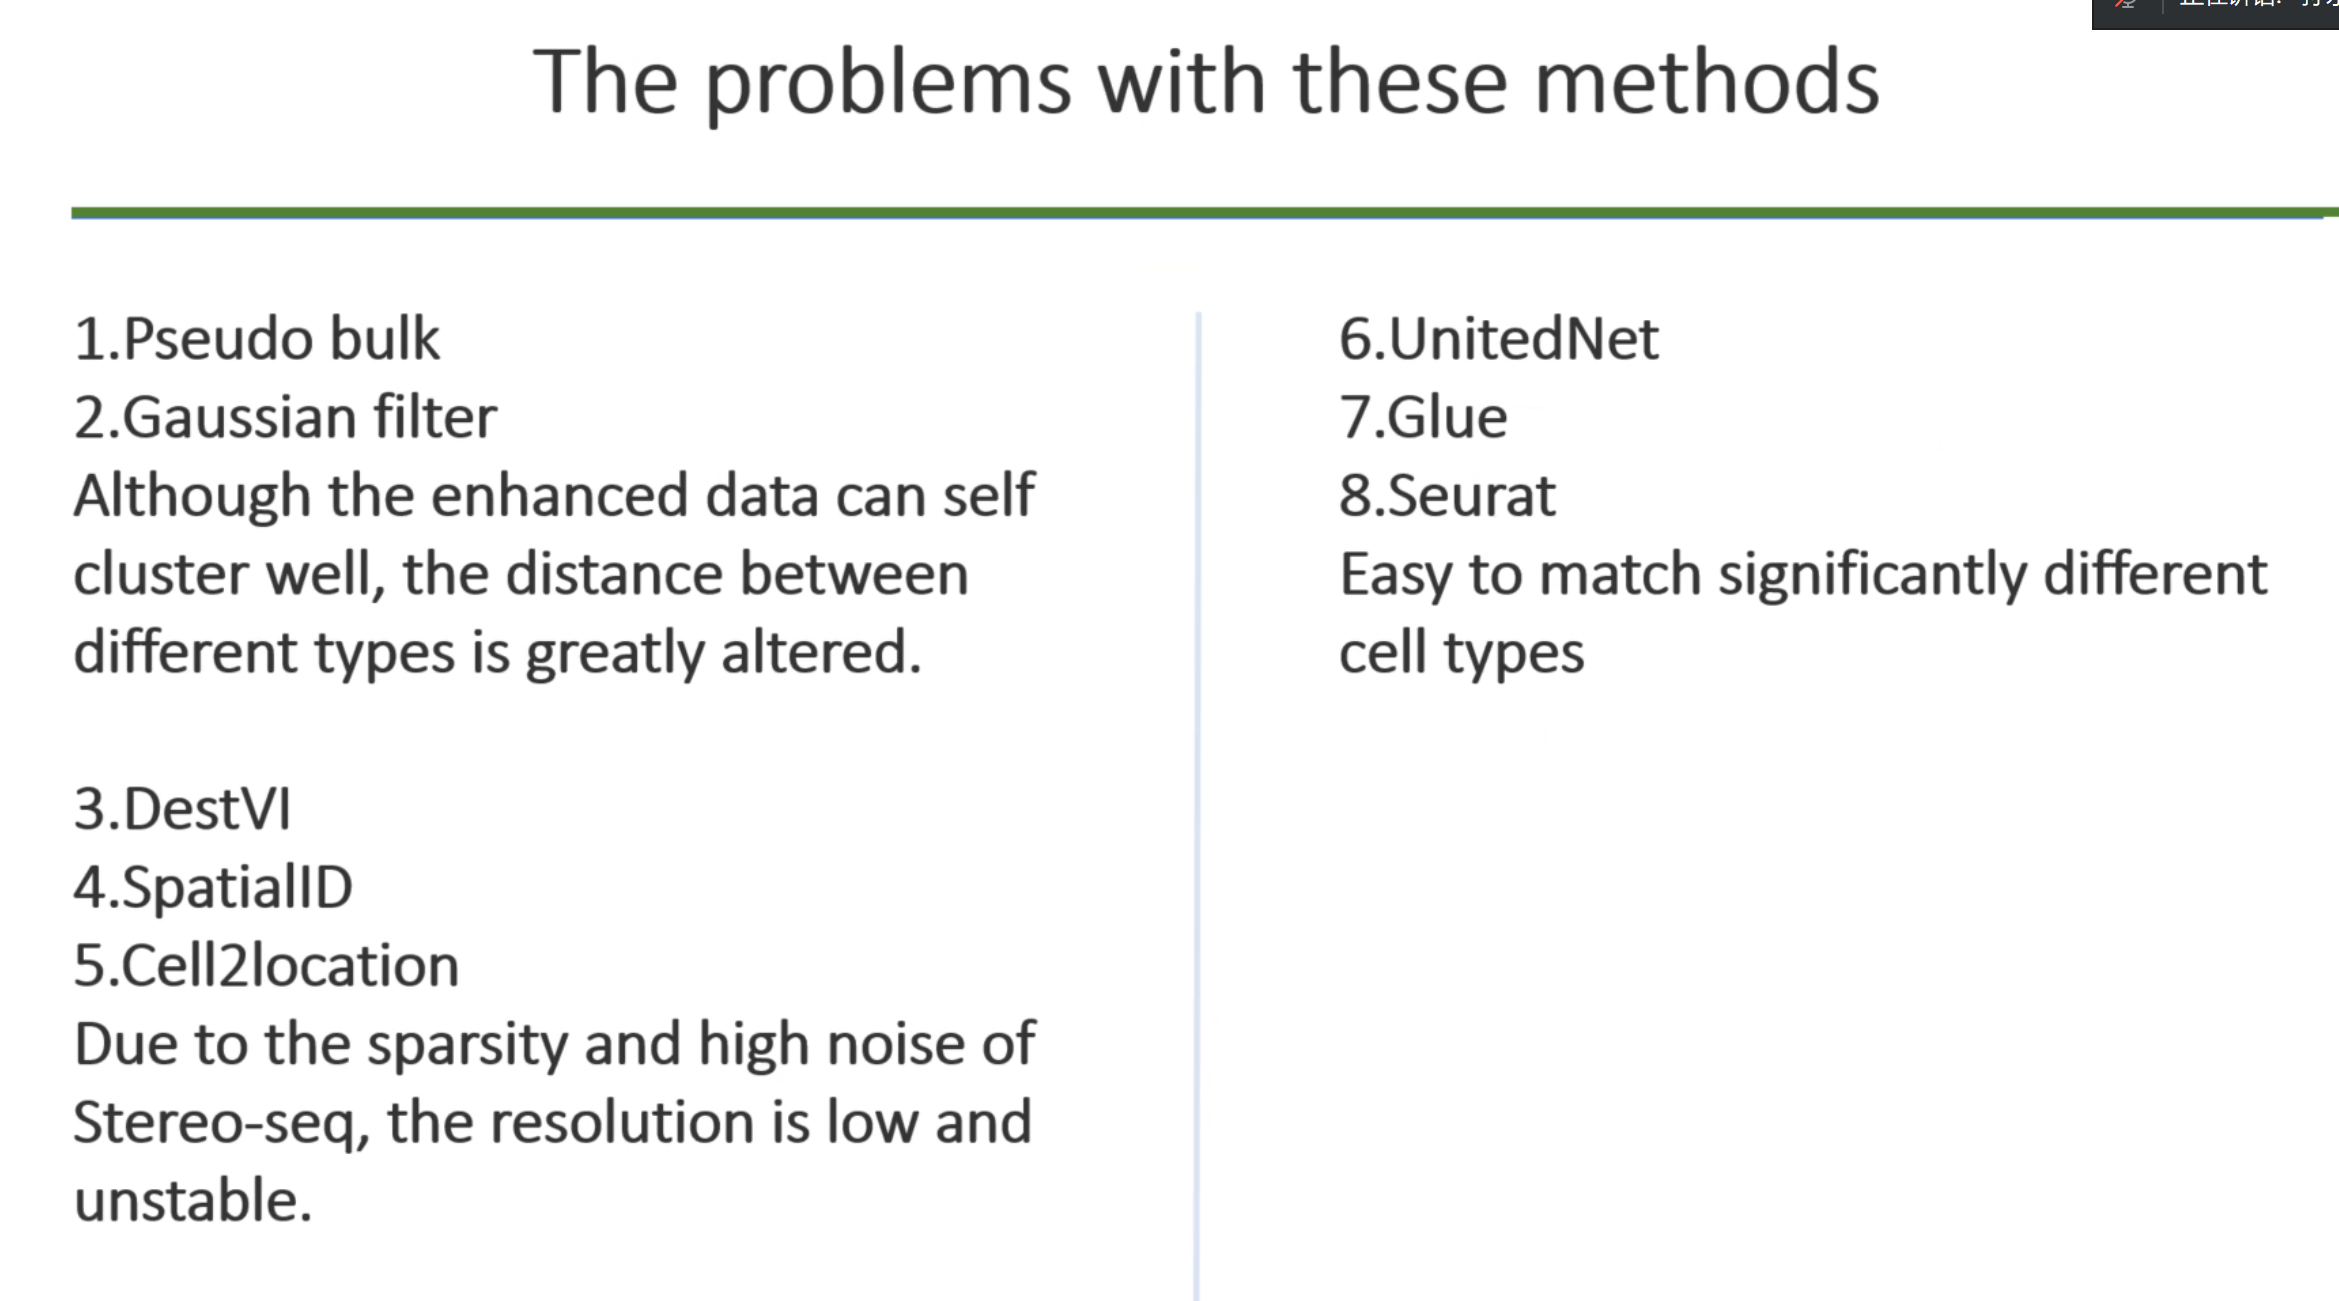 The problems with these methods
1.Pseudo bulk
2.Gaussian filter
Although the enhanced data can self
cluster well, the distance between
different types is greatly altered.
3.DestVI
4.SpatialID
5.Cell2location
Due to the sparsity and high noise of
Stereo-seq, the resolution is low and
unstable.
6.UnitedNet
7.Glue
8.Seurat
Easy to match significantly different
cell types